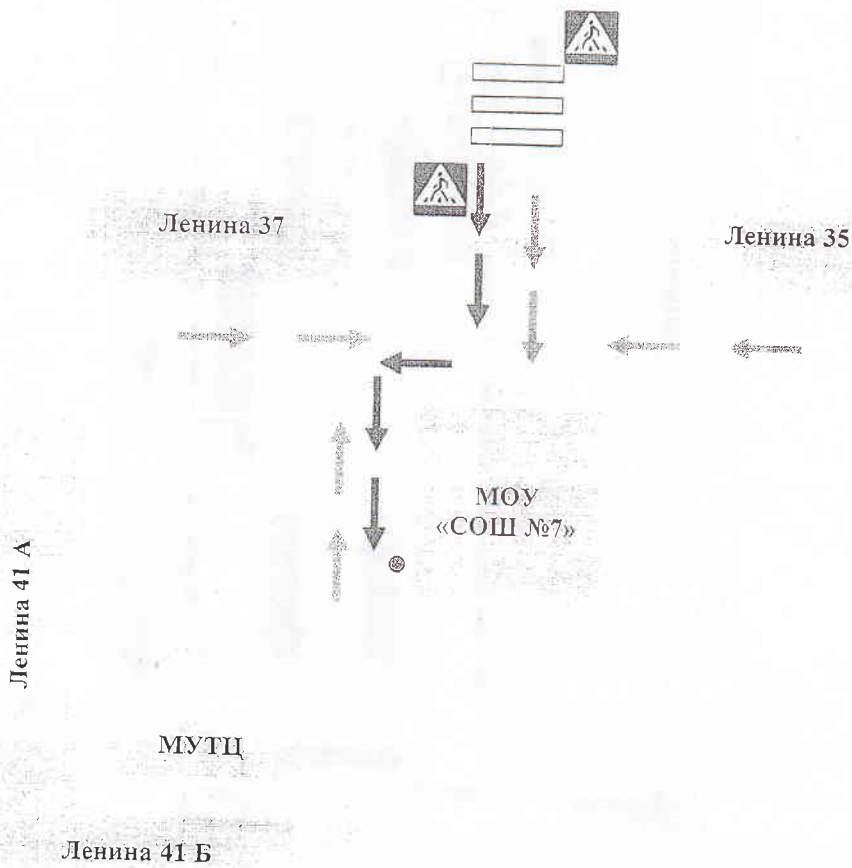 Ленина 37
Ленина 35
МОУ
«СОШ №7»
Ленина 41 А
МУТЦ
Ленина 41 Б